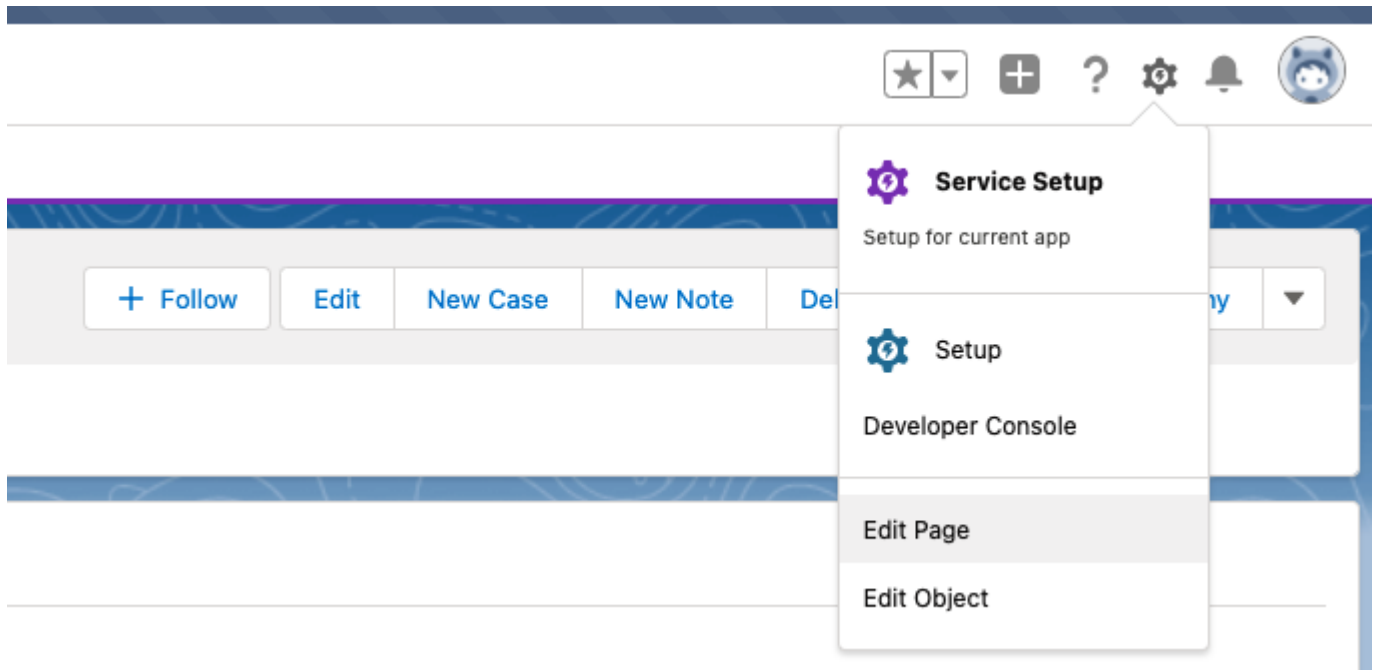 Service Setup
Setup for current app
+ Follow Edit New Case New Note
Setup
Developer Console
Edit Page
Edit Object